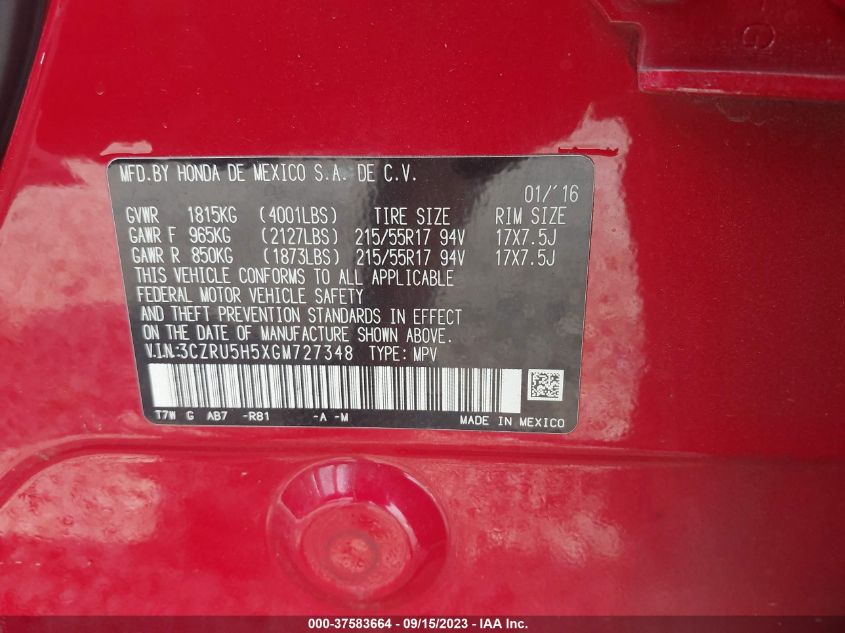 MFD.BY HONDA DE MEXICO S.A. DE C.V.
01/'16
GVWR 1815KG (4001LBS) TIRE SIZE RIM SIZE
GAWR F 965KG (2127LBS) 215/55R17 94V 17X7.5J
GAWR R 850KG (1873LBS) 215/55R17 94V 17X7.5J
THIS VEHICLE CONFORMS TO ALL APPLICABLE
FEDERAL MOTOR VEHICLE SAFETY
AND THEFT PREVENTION STANDARDS IN EFFECT
ON THE DATE OF MANUFACTURE SHOWN ABOVE.
V.I.N.:3CZRU5H5XGM727348 TYPE: MPV
T7W G AB7 -R81 -A -M MADE IN MEXICO
000-37583664 - 09/15/2023 - IAA Inc.